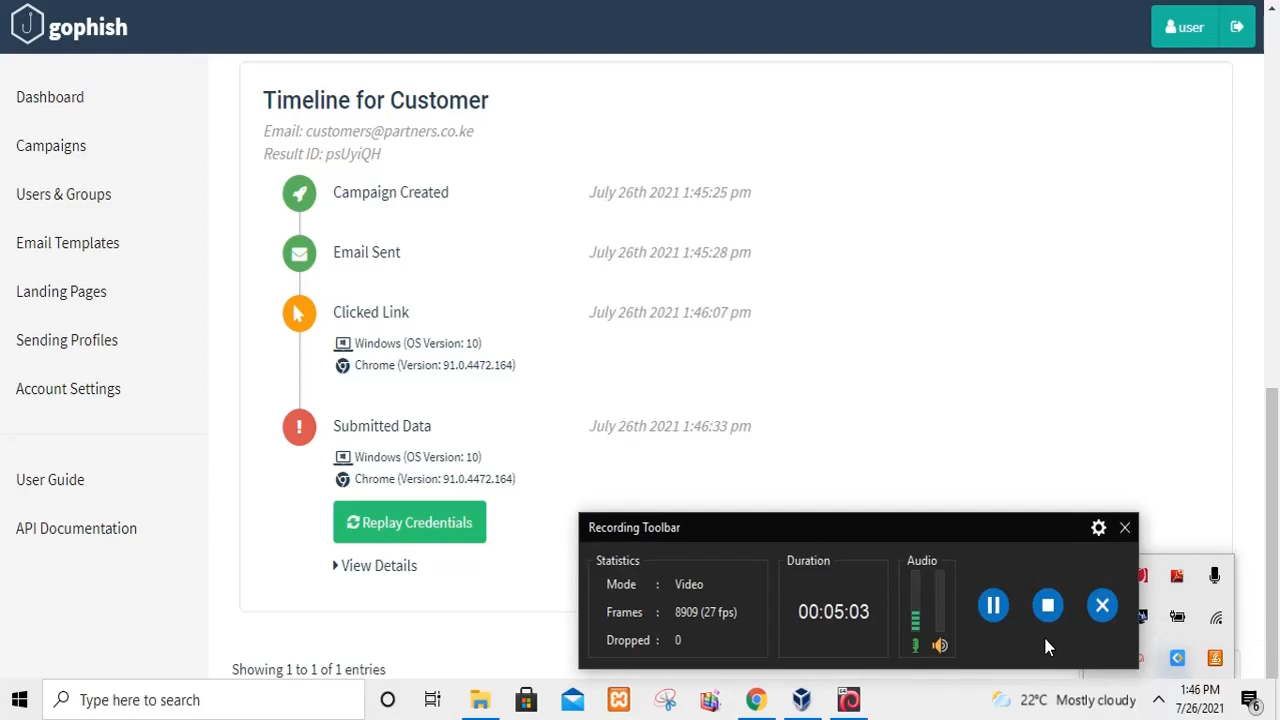 gophish
user
Dashboard
Campaigns
Users & Groups
Email Templates
Landing Pages
Sending Profiles
Account Settings
User Guide
API Documentation
Timeline for Customer
Email: customers@partners.co.ke
Result ID: psUyiQH
Campaign Created July 26th 2021 1:45:25 pm
Email Sent July 26th 2021 1:45:28 pm
Clicked Link July 26th 2021 1:46:07 pm
Windows (OS Version: 10)
Chrome (Version: 91.0.4472.164)
Submitted Data July 26th 2021 1:46:33 pm
Windows (OS Version: 10)
Chrome (Version: 91.0.4472.164)
Replay Credentials
View Details
Showing 1 to 1 of 1 entries
Recording Toolbar
Statistics
Mode : Video
Frames : 8909 (27 fps)
Dropped : 0
Duration
00:05:03
Audio
Type here to search
22°C Mostly cloudy
1:46 PM
7/26/2021
6